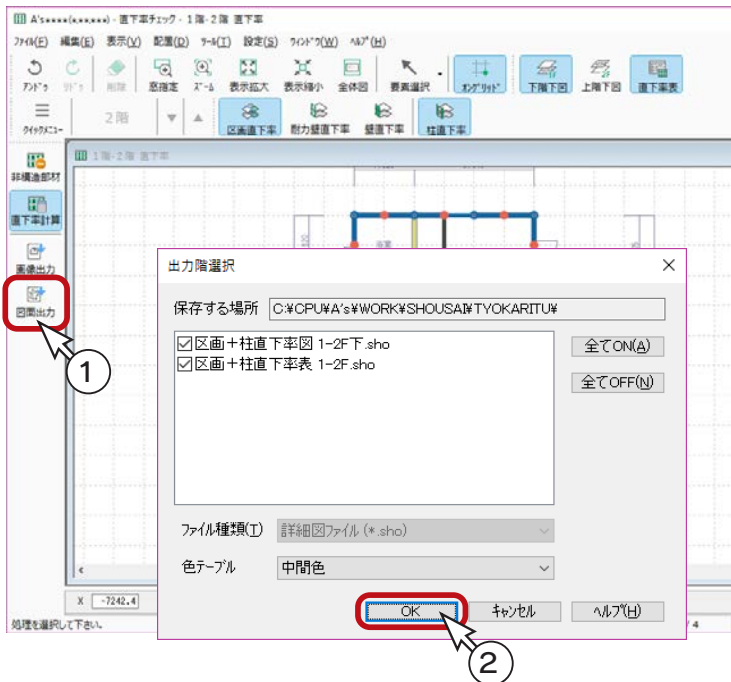 A's****(*.**.***) - 直下率チェック - 1階-2階 直下率
ファイル(F) 編集(E) 表示(V) 配置(D) ツール(T) 設定(S) ウィンドウ(W) ヘルプ(H)
アンドゥ リドゥ 削除 窓指定 ズーム 表示拡大 表示縮小 全体図 要素選択 オングリッド 下階下図 上階下図 直下率表
クイックメニュー 2階 ▼ ▲ 区画直下率 耐力壁直下率 壁直下率 柱直下率
非構造部材
直下率計算
画像出力
図面出力
1階-2階 直下率
出力階選択
保存する場所 C:¥CPU¥A's¥WORK¥SHOUSAI¥TYOKARITU¥
区画+柱直下率図 1-2F下.sho
区画+柱直下率表 1-2F.sho
全てON(A)
全てOFF(N)
ファイル種類(T) 詳細図ファイル (*.sho)
色テーブル 中間色
OK キャンセル ヘルプ(H)
X -7242.4
処理を選択して下さい。
/ 4
1
2